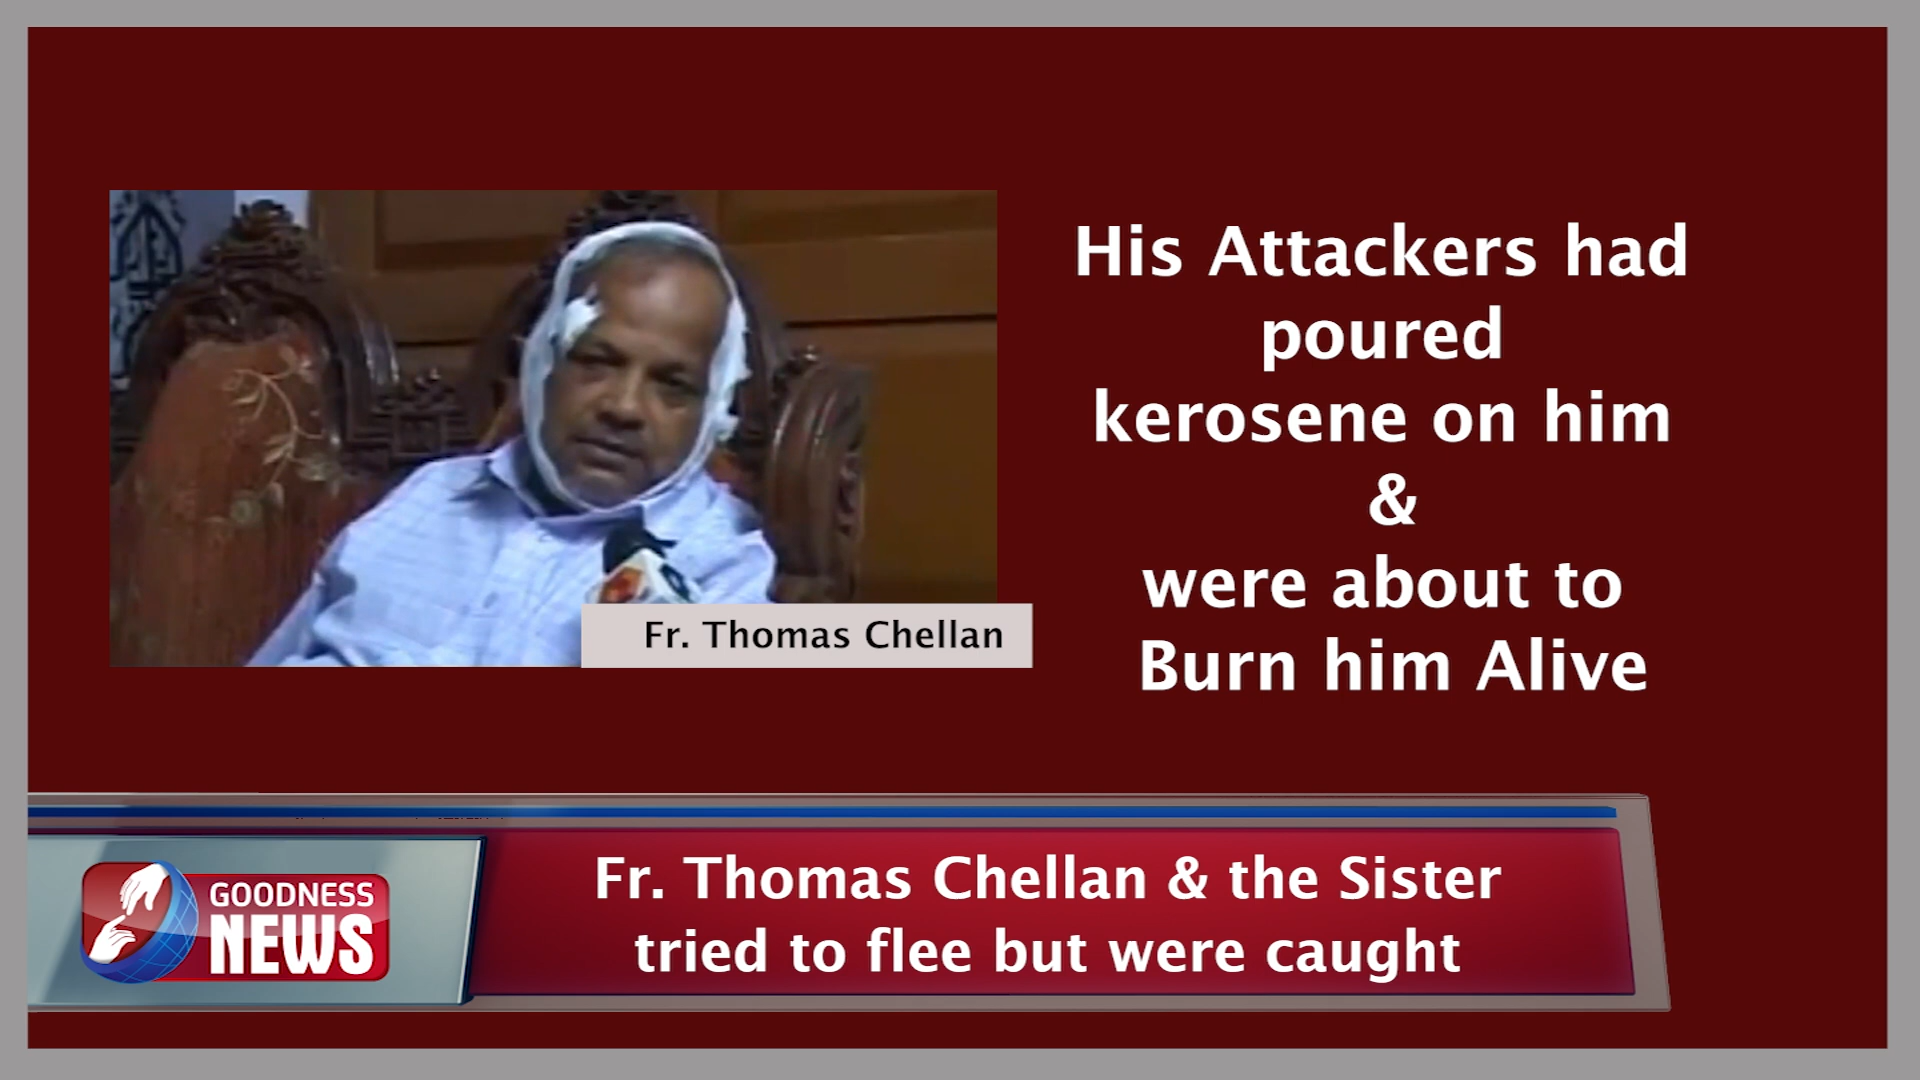 His Attackers had
poured
kerosene on him
&
were about to
Burn him Alive
Fr. Thomas Chellan
GOODNESS
NEWS
Fr. Thomas Chellan & the Sister
tried to flee but were caught